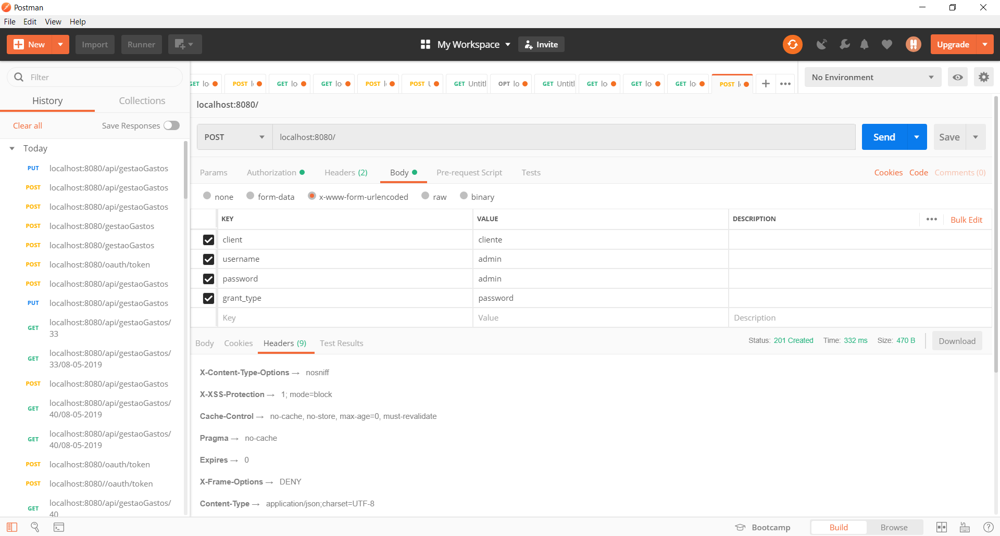 Postman
File Edit View Help
New Import Runner My Workspace Invite Upgrade
Filter
History Collections
Clear all Save Responses
Today
PUT localhost:8080/api/gestaoGastos
POST localhost:8080/api/gestaoGastos
POST localhost:8080/api/gestaoGastos
POST localhost:8080/gestaoGastos
POST localhost:8080/gestaoGastos
POST localhost:8080/oauth/token
POST localhost:8080/api/gestaoGastos
PUT localhost:8080/api/gestaoGastos
GET localhost:8080/api/gestaoGastos/
33
GET localhost:8080/api/gestaoGastos/
33/08-05-2019
POST localhost:8080/api/gestaoGastos
GET localhost:8080/api/gestaoGastos/
40/08-05-2019
GET localhost:8080/api/gestaoGastos/
40/08-05-2019
POST localhost:8080/oauth/token
POST localhost:8080//oauth/token
GET localhost:8080/api/gestaoGastos/
40
GET lo POST GET lo GET lo POST POST GET Untitl OPT lo GET Untitl GET lo GET lo GET lo POST
No Environment
localhost:8080/
POST localhost:8080/ Send Save
Params Authorization Headers (2) Body Pre-request Script Tests Cookies Code Comments (0)
none form-data x-www-form-urlencoded raw binary
KEY VALUE DESCRIPTION Bulk Edit
client cliente
username admin
password admin
grant_type password
Key Value Description
Body Cookies Headers (9) Test Results Status: 201 Created Time: 332 ms Size: 470 B Download
X-Content-Type-Options → nosniff
X-XSS-Protection → 1; mode=block
Cache-Control → no-cache, no-store, max-age=0, must-revalidate
Pragma → no-cache
Expires → 0
X-Frame-Options → DENY
Content-Type → application/json;charset=UTF-8
Bootcamp Build Browse